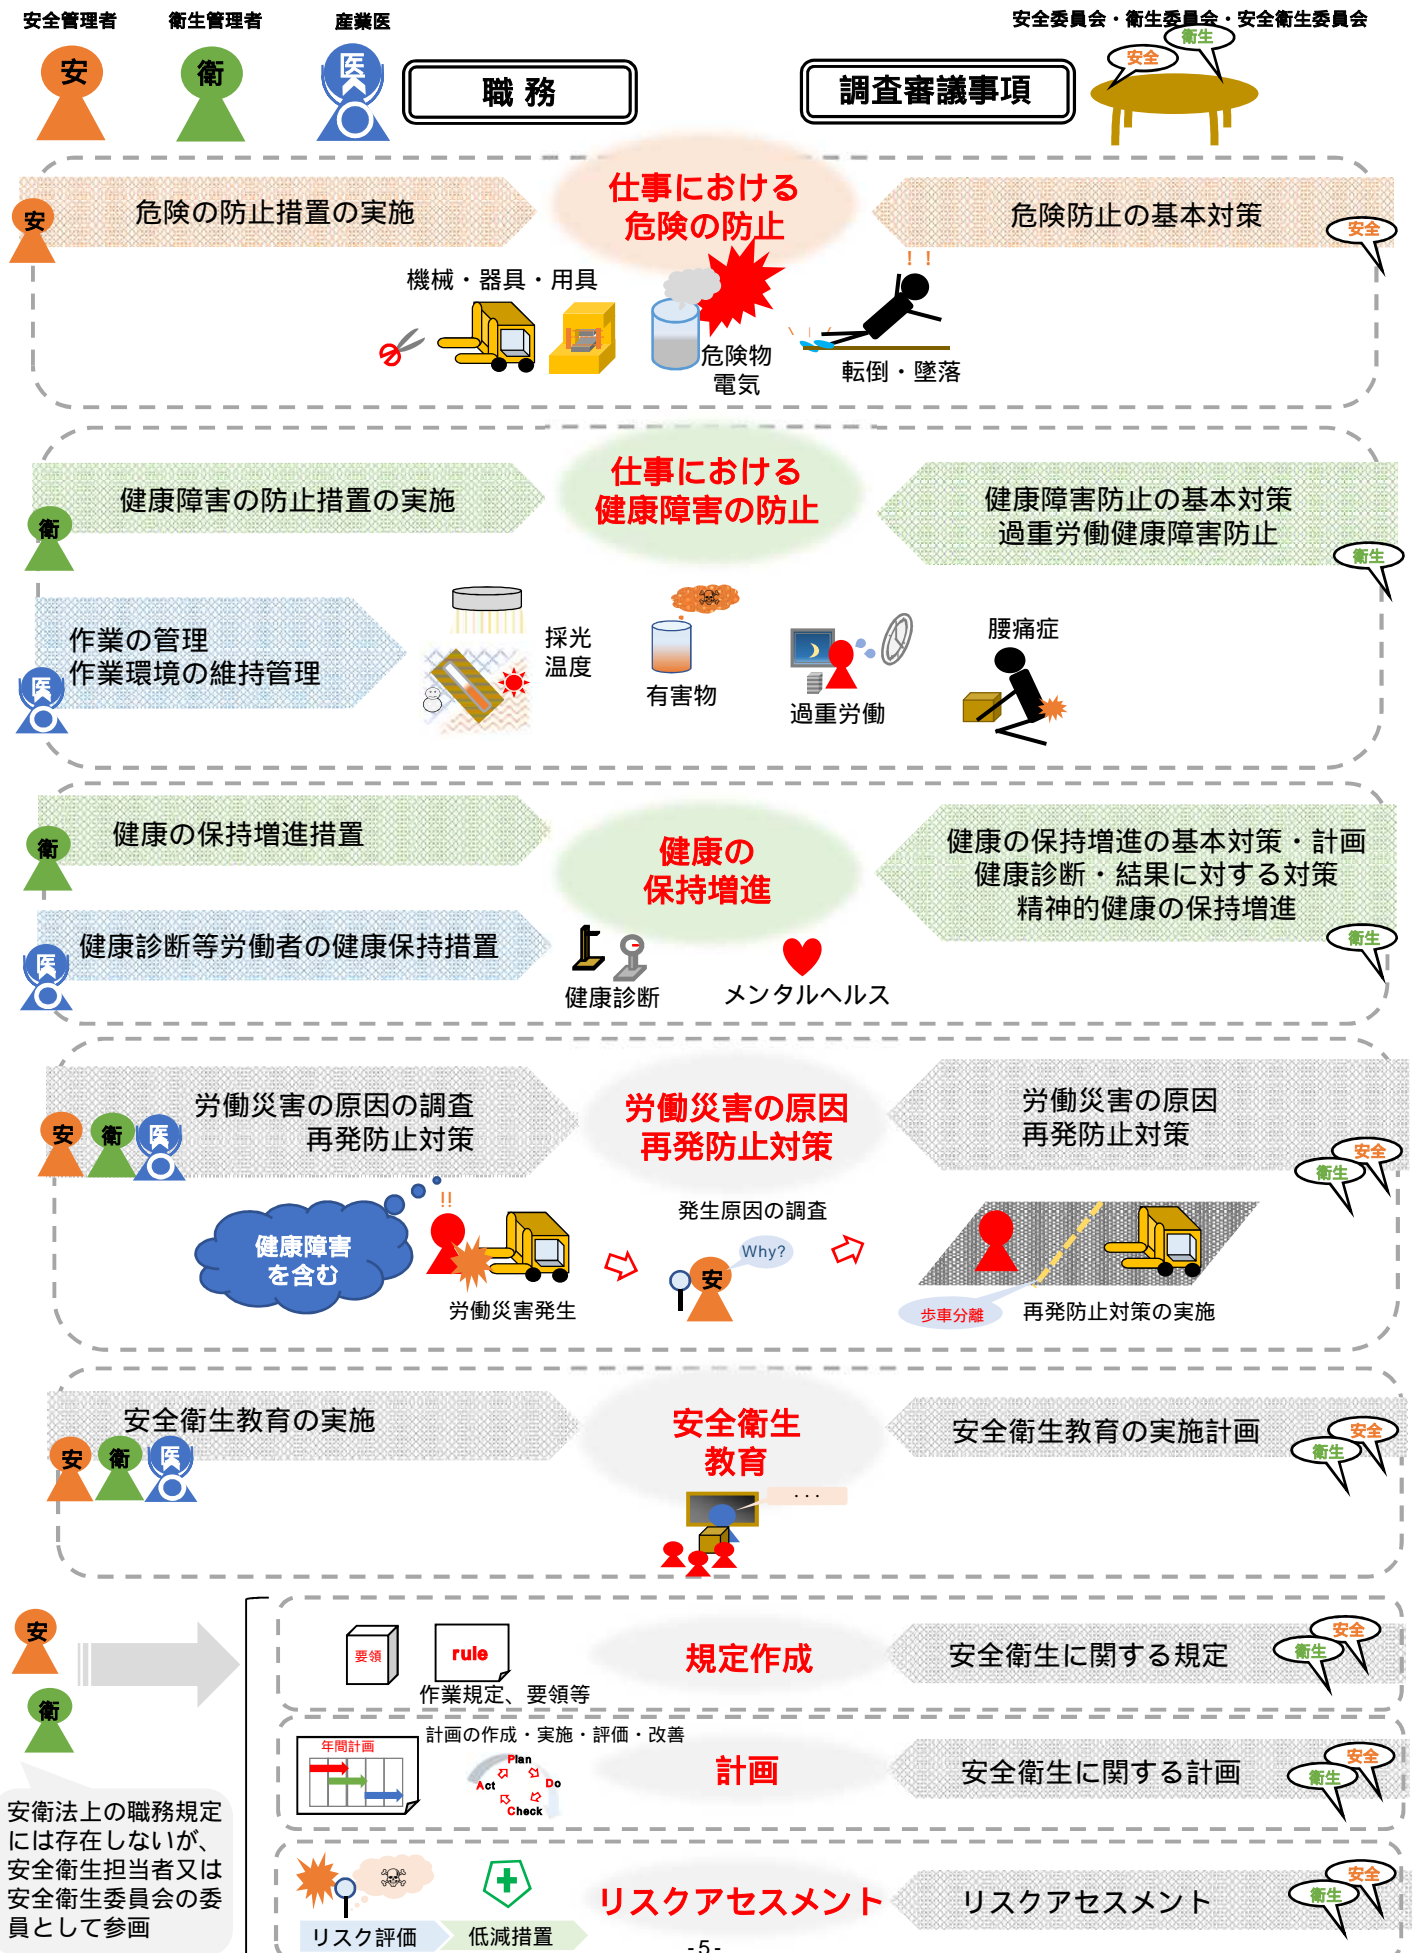 安全管理者 衛生管理者 産業医
安全委員会・衛生委員会・安全衛生委員会
安 衛 医
職 務
調査審議事項
安全 衛生
仕事における
危険の防止
安
危険の防止措置の実施
危険防止の基本対策
安全
機械・器具・用具
危険物
電気
！！
転倒・墜落
仕事における
健康障害の防止
衛
健康障害の防止措置の実施
健康障害防止の基本対策
過重労働健康障害防止
衛生
医
作業の管理
作業環境の維持管理
採光
温度
有害物
過重労働
腰痛症
健康の
保持増進
衛
健康の保持増進措置
健康の保持増進の基本対策・計画
健康診断・結果に対する対策
精神的健康の保持増進
衛生
医
健康診断等労働者の健康保持措置
健康診断
メンタルヘルス
労働災害の原因
再発防止対策
安 衛 医
労働災害の原因の調査
再発防止対策
労働災害の原因
再発防止対策
安全
衛生
健康障害
を含む
!!
労働災害発生
発生原因の調査
Why?
安
歩車分離
再発防止対策の実施
安全衛生
教育
安全衛生教育の実施
安 衛 医
安全衛生教育の実施計画
安全
衛生
・・・
安
衛
安衛法上の職務規定
には存在しないが、
安全衛生担当者又は
安全衛生委員会の委
員として参画
要領
rule
作業規定、要領等
規定作成
安全衛生に関する規定
安全
衛生
計画の作成・実施・評価・改善
年間計画
Plan
Do
Check
Act
計画
安全衛生に関する計画
安全
衛生
リスク評価
低減措置
リスクアセスメント
リスクアセスメント
安全
衛生
-5-